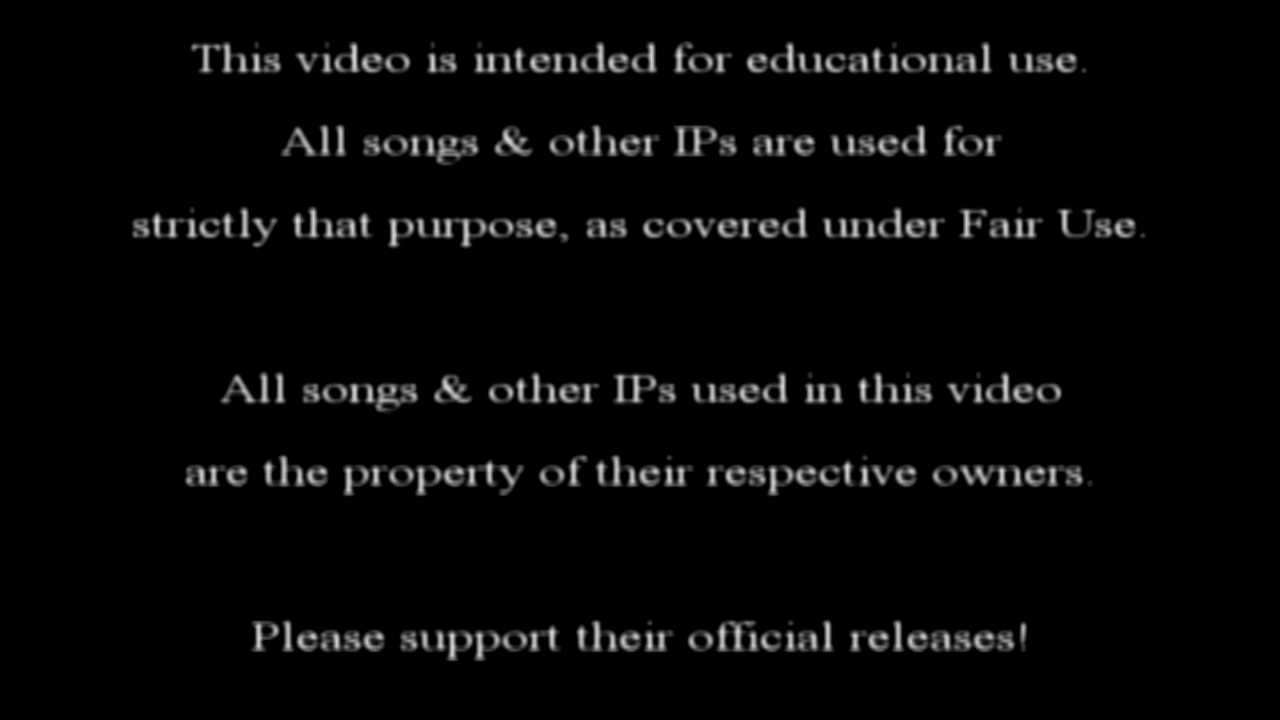 This video is intended for educational use.
All songs & other IPs are used for
strictly that purpose, as covered under Fair Use.
All songs & other IPs used in this video
are the property of their respective owners.
Please support their official releases!